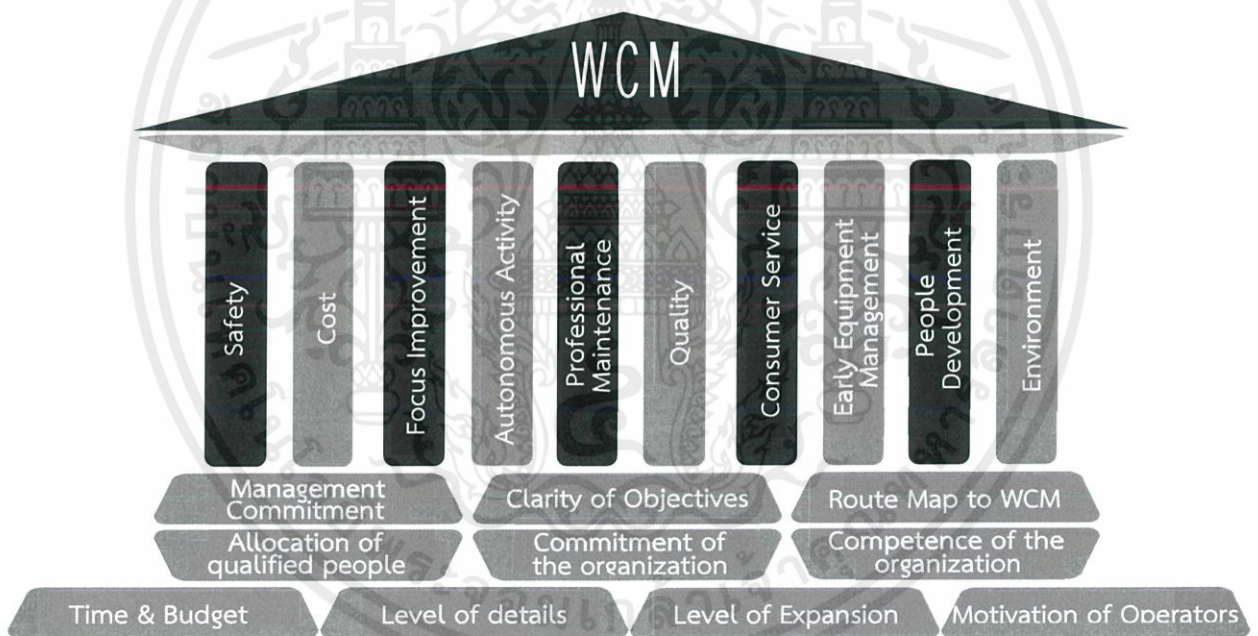 WCM
Safety
Cost
Focus Improvement
Autonomous Activity
Professional
Maintenance
Quality
Consumer Service
Early Equipment
Management
People
Development
Environment
Management
Commitment
Clarity of Objectives
Route Map to WCM
Allocation of
qualified people
Commitment of
the organization
Competence of the
organization
Time & Budget
Level of details
Level of Expansion
Motivation of Operators